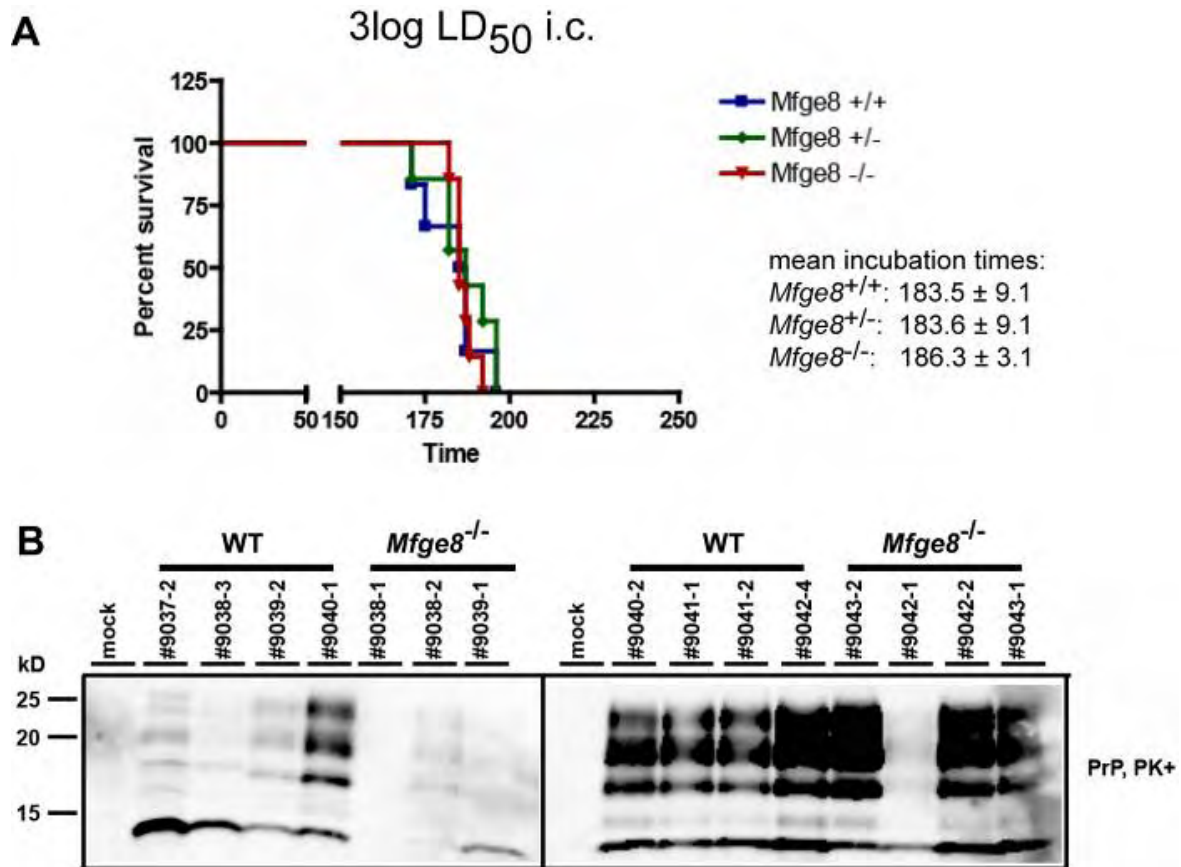 A
3log LD50 i.c.
125
100
75
50
25
0
Percent survival
0
50
150
175
200
225
250
Time
Mfge8 +/+
Mfge8 +/-
Mfge8 -/-
mean incubation times:
Mfge8+/+: 183.5 ± 9.1
Mfge8+/-: 183.6 ± 9.1
Mfge8-/-: 186.3 ± 3.1
B
WT
Mfge8-/-
WT
Mfge8-/-
mock
#9037-2
#9038-3
#9039-2
#9040-1
#9038-1
#9038-2
#9039-1
mock
#9040-2
#9041-1
#9041-2
#9042-4
#9043-2
#9042-1
#9042-2
#9043-1
kD
25
20
15
PrP, PK+